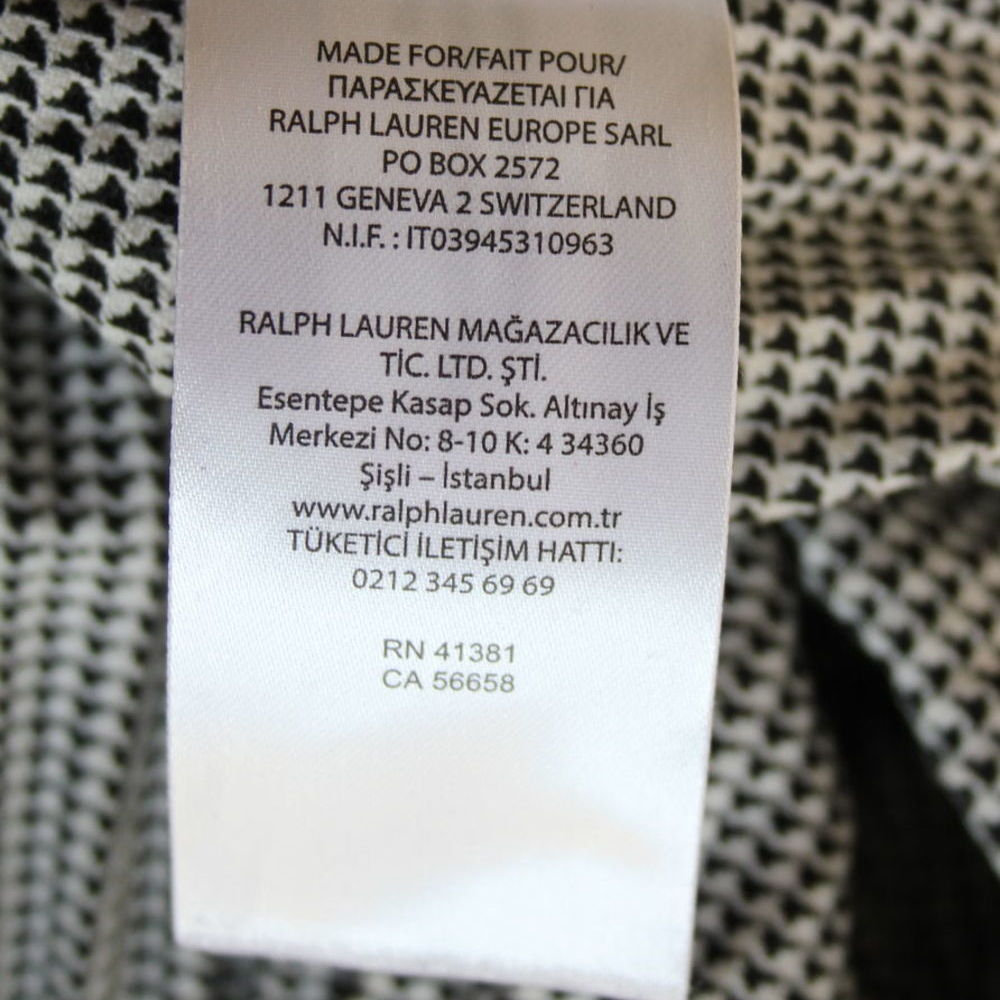 MADE FOR/FAIT POUR/
ΠΑΡΑΣΚΕΥΑΖΕΤΑΙ ΓΙΑ
RALPH LAUREN EUROPE SARL
PO BOX 2572
1211 GENEVA 2 SWITZERLAND
N.I.F. : IT03945310963
RALPH LAUREN MAĞAZACILIK VE
TİC. LTD. ŞTİ.
Esentepe Kasap Sok. Altınay İş
Merkezi No: 8-10 K: 4 34360
Şişli – İstanbul
www.ralphlauren.com.tr
TÜKETİCİ İLETİŞİM HATTI:
0212 345 69 69
RN 41381
CA 56658